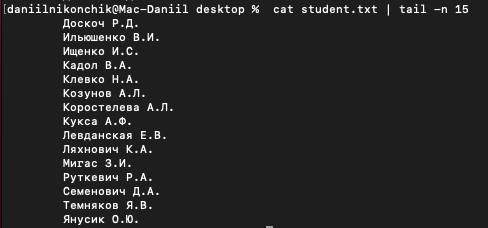 [daniilnikonchik@Mac-Daniil desktop %  cat student.txt | tail -n 15
Доскоч Р.Д.
Ильюшенко В.И.
Ищенко И.С.
Кадол В.А.
Клевко Н.А.
Козунов А.Л.
Коростелева А.Л.
Кукса А.Ф.
Левданская Е.В.
Ляхнович К.А.
Мигас З.И.
Руткевич Р.А.
Семенович Д.А.
Темняков Я.В.
Янусик О.Ю.